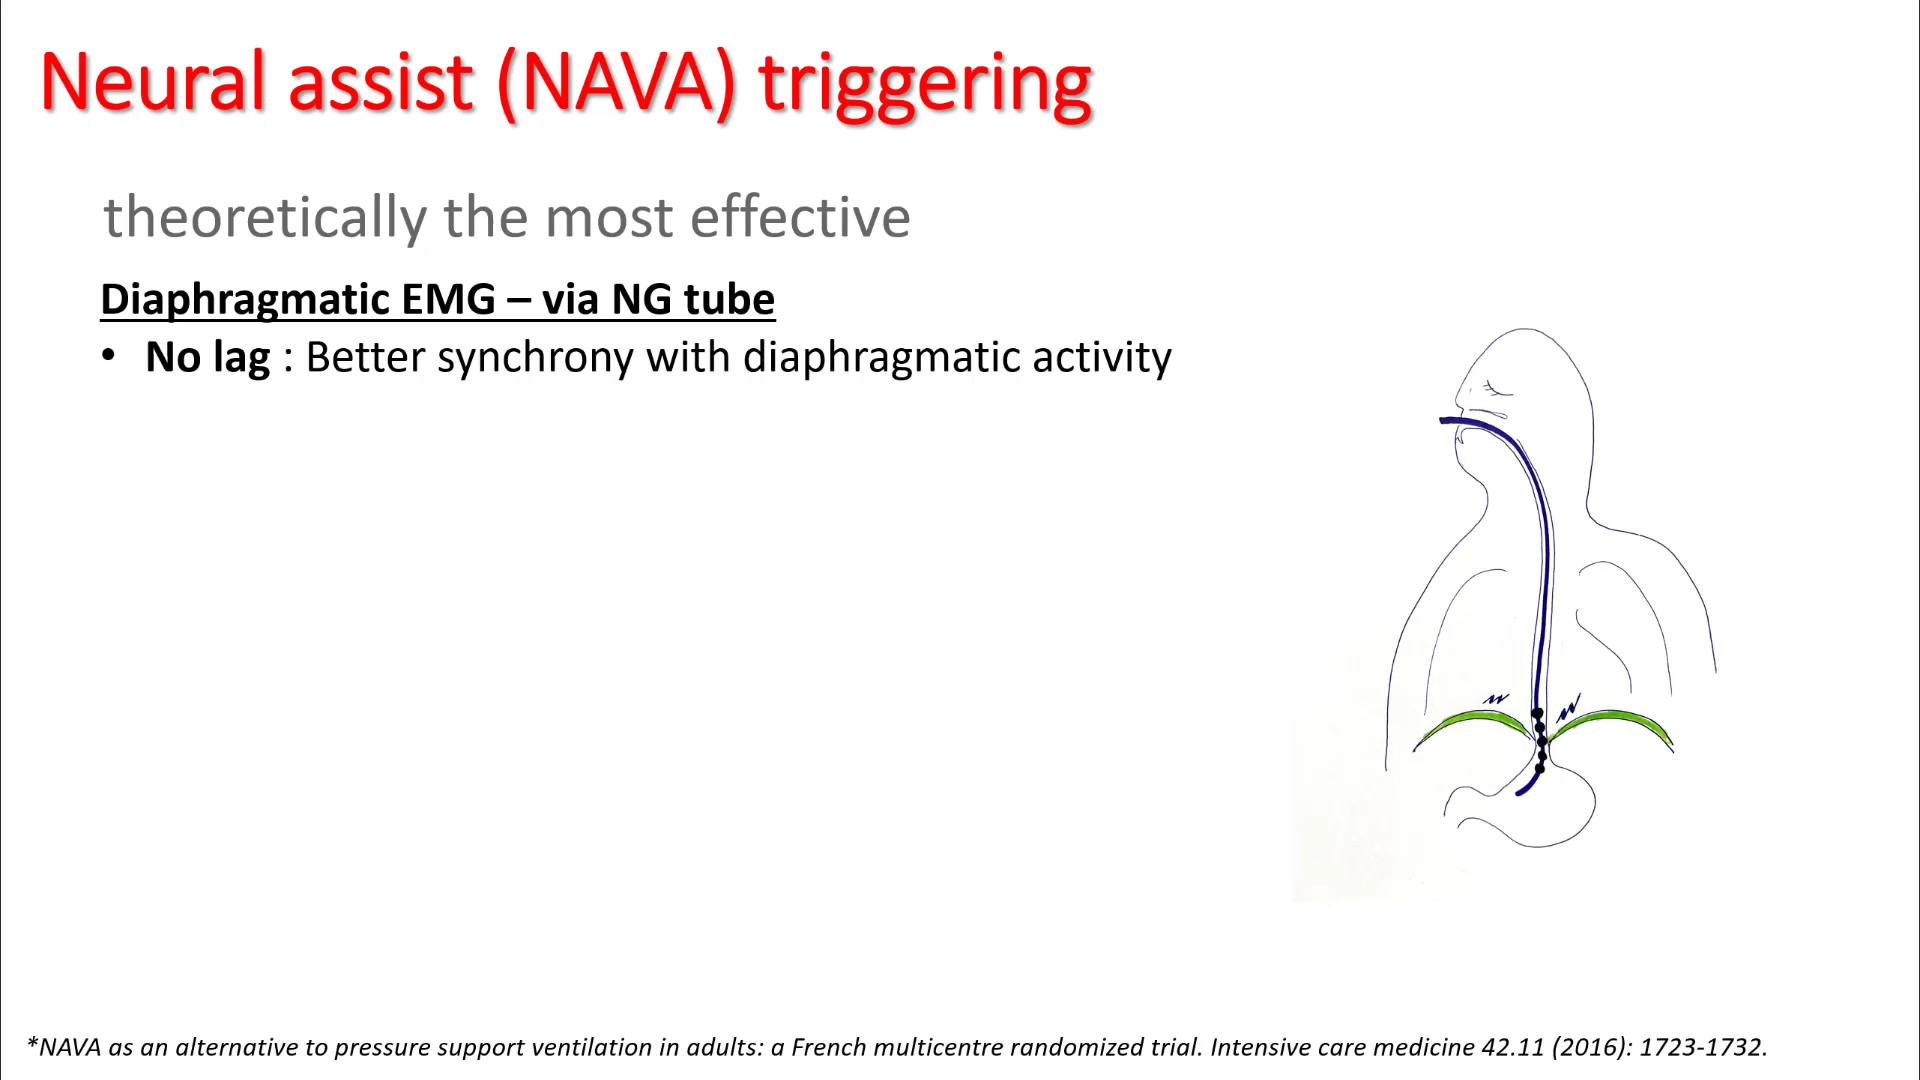 Neural assist (NAVA) triggering
theoretically the most effective
Diaphragmatic EMG – via NG tube
• No lag : Better synchrony with diaphragmatic activity
*NAVA as an alternative to pressure support ventilation in adults: a French multicentre randomized trial. Intensive care medicine 42.11 (2016): 1723-1732.